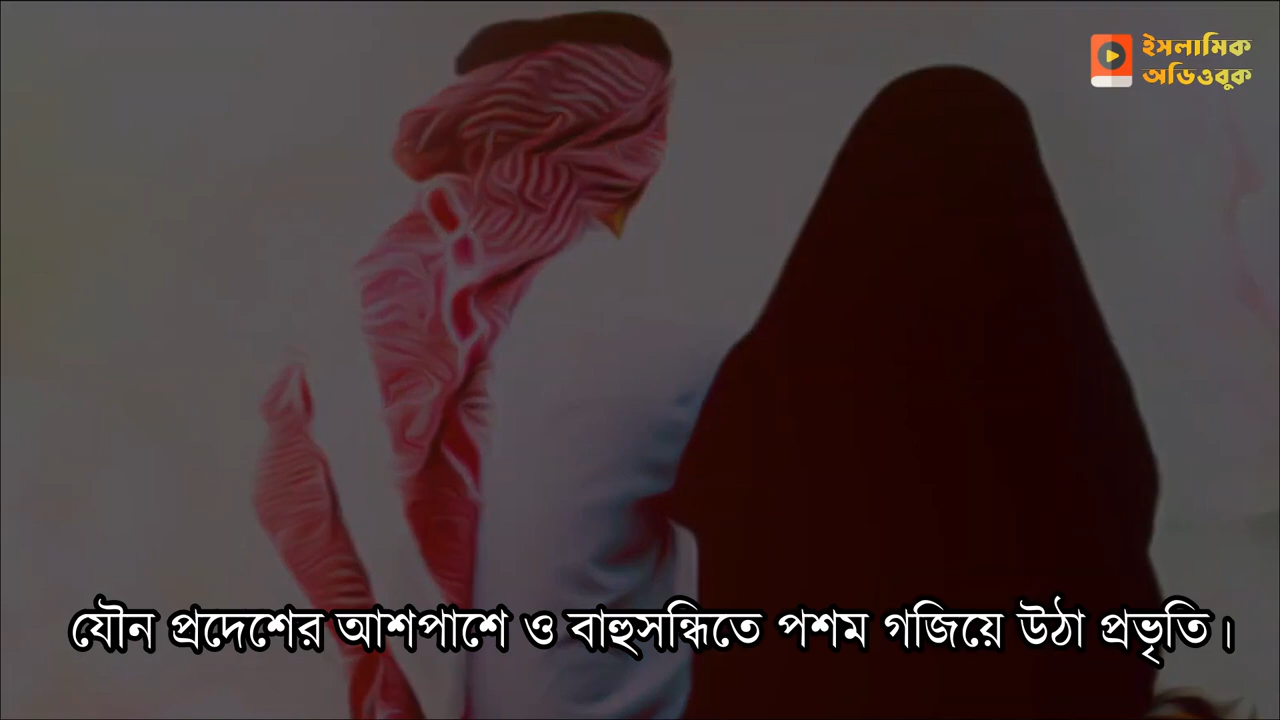 ইসলামিক
অডিওবুক
যৌন প্রদেশের আশপাশে ও বাহুসন্ধিতে পশম গজিয়ে উঠা প্রভৃতি।